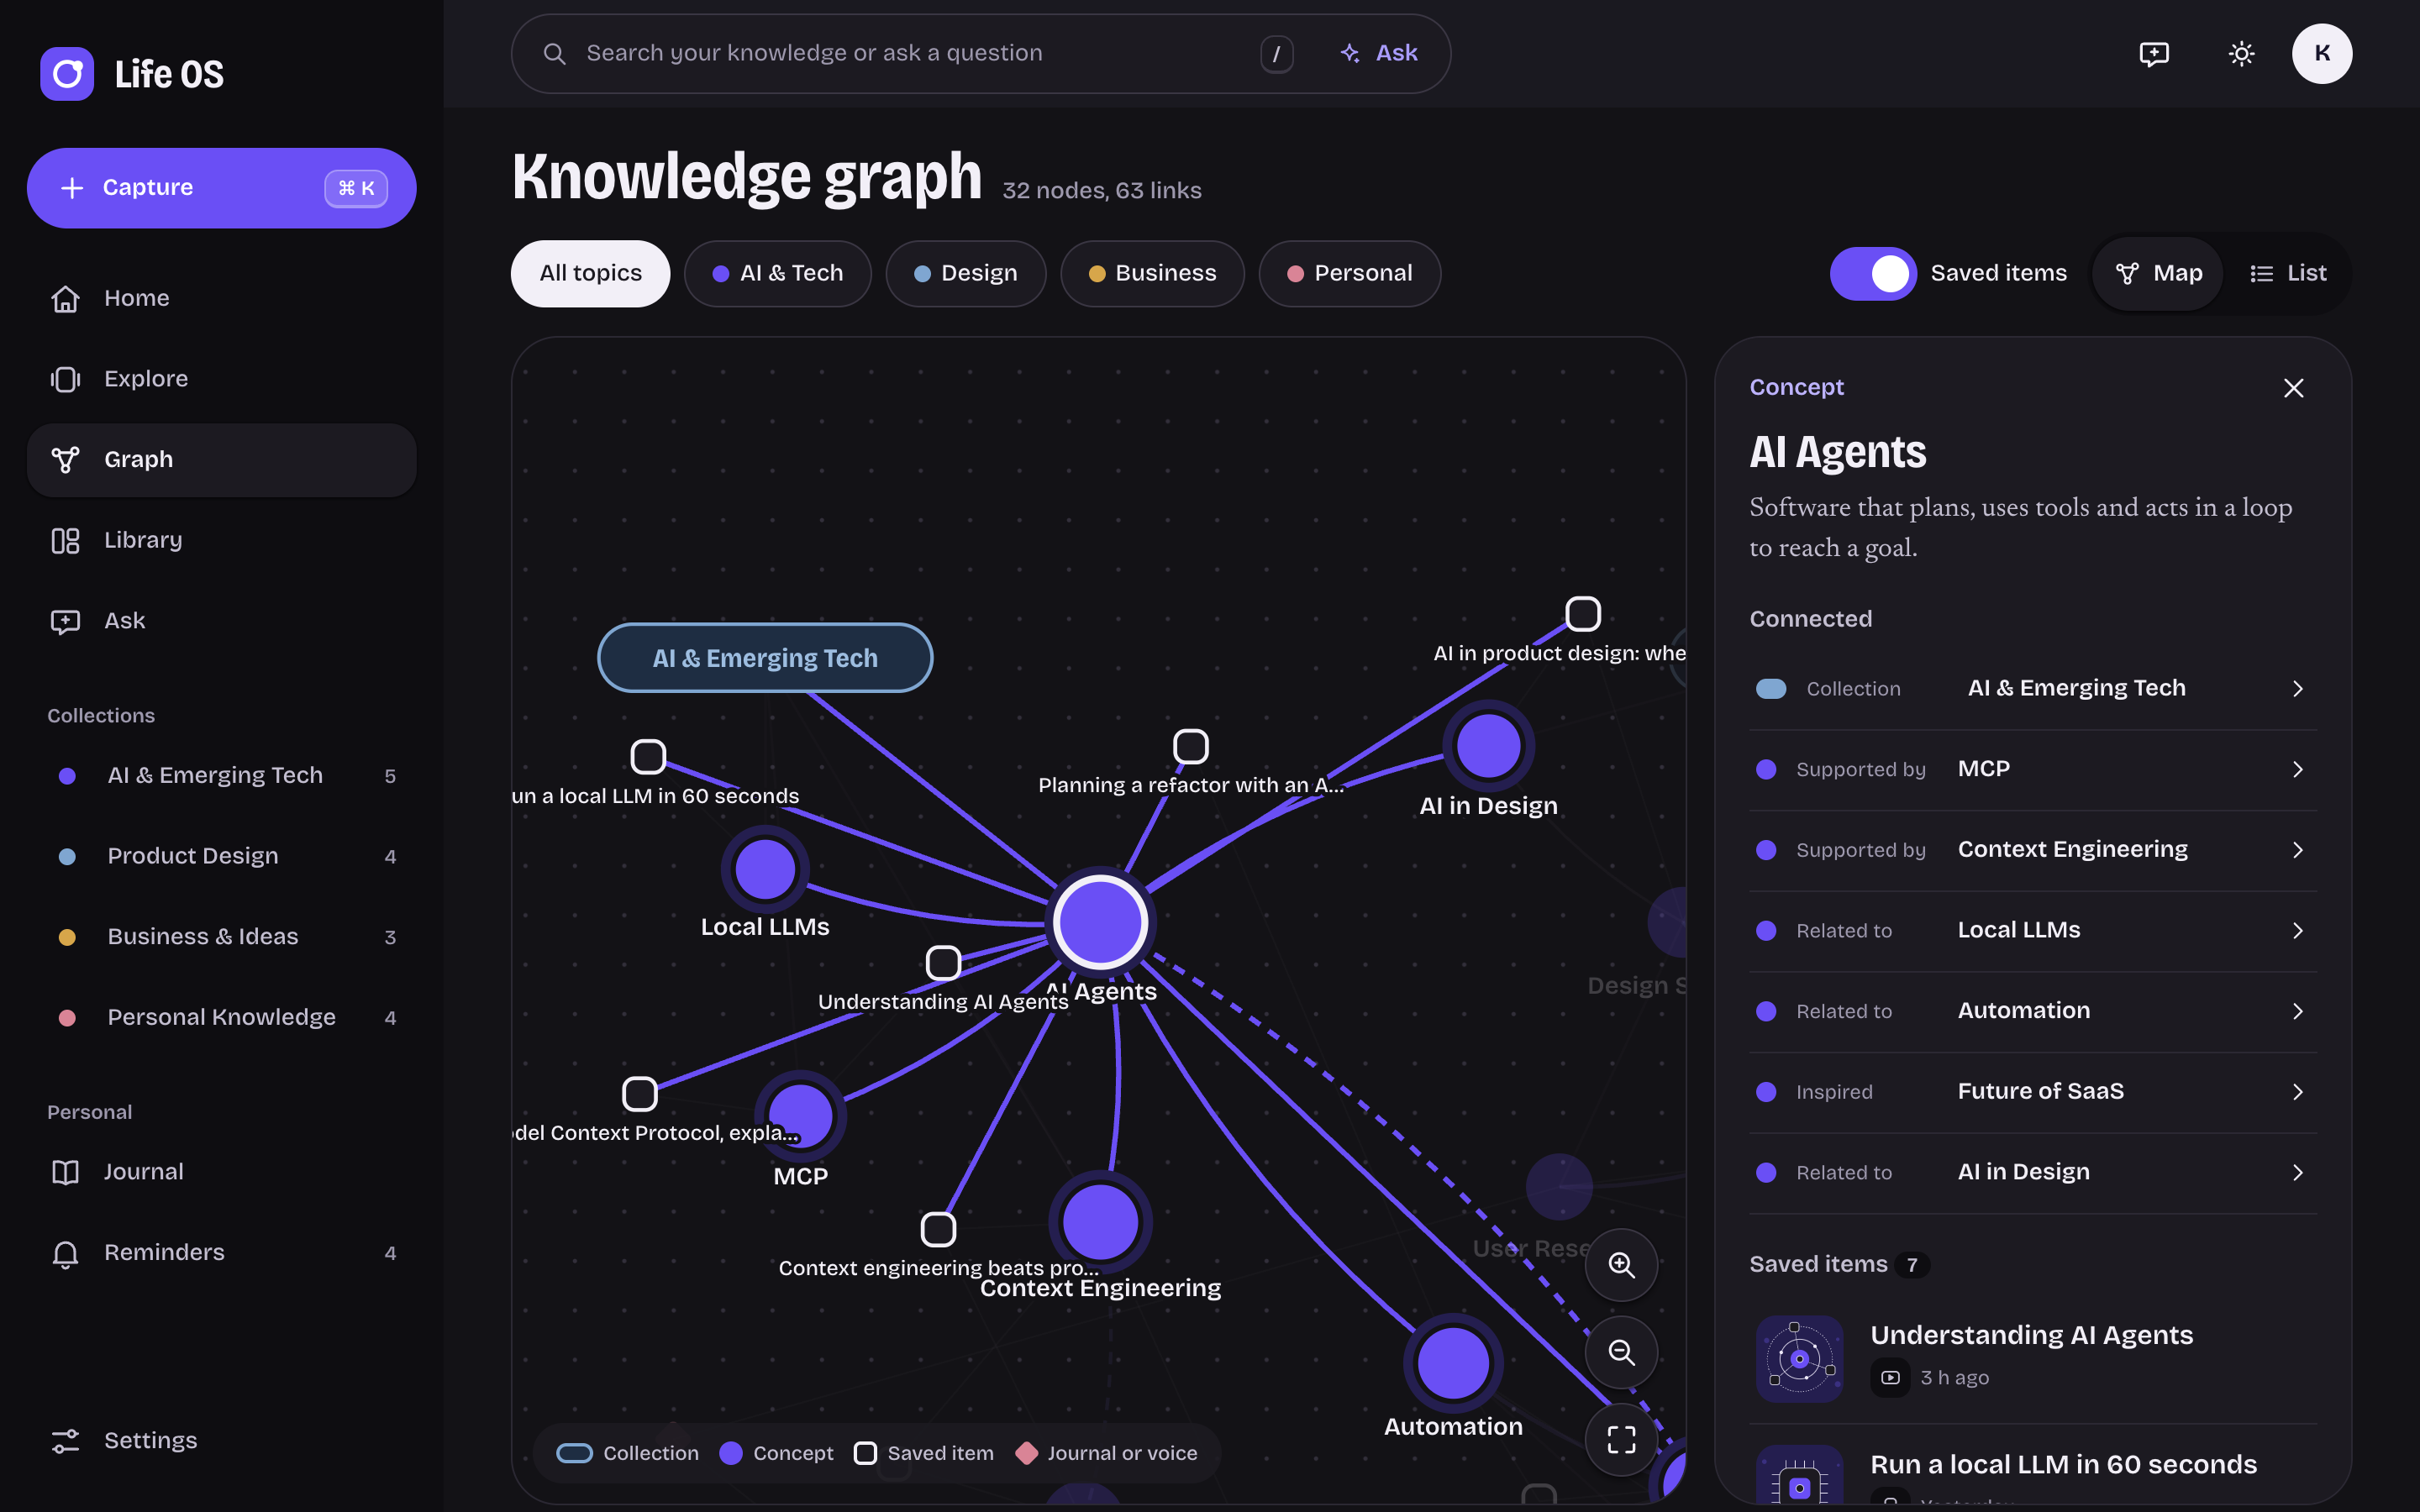 Life OS
Search your knowledge or ask a question
/
Ask
K
Capture
⌘ K
Home
Explore
Graph
Library
Ask
Collections
AI & Emerging Tech 5
Product Design 4
Business & Ideas 3
Personal Knowledge 4
Personal
Journal
Reminders 4
Settings
Knowledge graph
32 nodes, 63 links
All topics
AI & Tech
Design
Business
Personal
Saved items
Map
List
AI & Emerging Tech
AI in product design: whe
un a local LLM in 60 seconds
Planning a refactor with an A...
AI in Design
Local LLMs
Design S
AI Agents
Understanding AI Agents
del Context Protocol, expla...
MCP
User Rese
Context engineering beats pro...
Context Engineering
Automation
Collection
Concept
Saved item
Journal or voice
Concept
AI Agents
Software that plans, uses tools and acts in a loop
to reach a goal.
Connected
Collection AI & Emerging Tech
Supported by MCP
Supported by Context Engineering
Related to Local LLMs
Related to Automation
Inspired Future of SaaS
Related to AI in Design
Saved items 7
Understanding AI Agents
3 h ago
Run a local LLM in 60 seconds
Yesterday